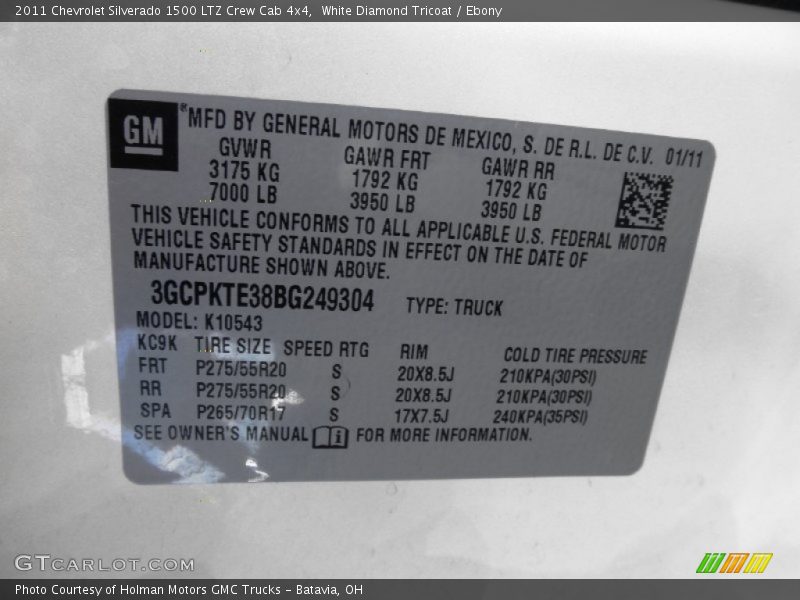 2011 Chevrolet Silverado 1500 LTZ Crew Cab 4x4, White Diamond Tricoat / Ebony
GM
® MFD BY GENERAL MOTORS DE MEXICO, S. DE R.L. DE C.V. 01/11
GVWR GAWR FRT GAWR RR
3175 KG 1792 KG 1792 KG
7000 LB 3950 LB 3950 LB
THIS VEHICLE CONFORMS TO ALL APPLICABLE U.S. FEDERAL MOTOR
VEHICLE SAFETY STANDARDS IN EFFECT ON THE DATE OF
MANUFACTURE SHOWN ABOVE.
3GCPKTE38BG249304 TYPE: TRUCK
MODEL: K10543
KC9K TIRE SIZE SPEED RTG RIM COLD TIRE PRESSURE
FRT P275/55R20 S 20X8.5J 210KPA(30PSI)
RR P275/55R20 S 20X8.5J 210KPA(30PSI)
SPA P265/70R17 S 17X7.5J 240KPA(35PSI)
SEE OWNER'S MANUAL i FOR MORE INFORMATION.
GTCARLOT.COM
Photo Courtesy of Holman Motors GMC Trucks - Batavia, OH